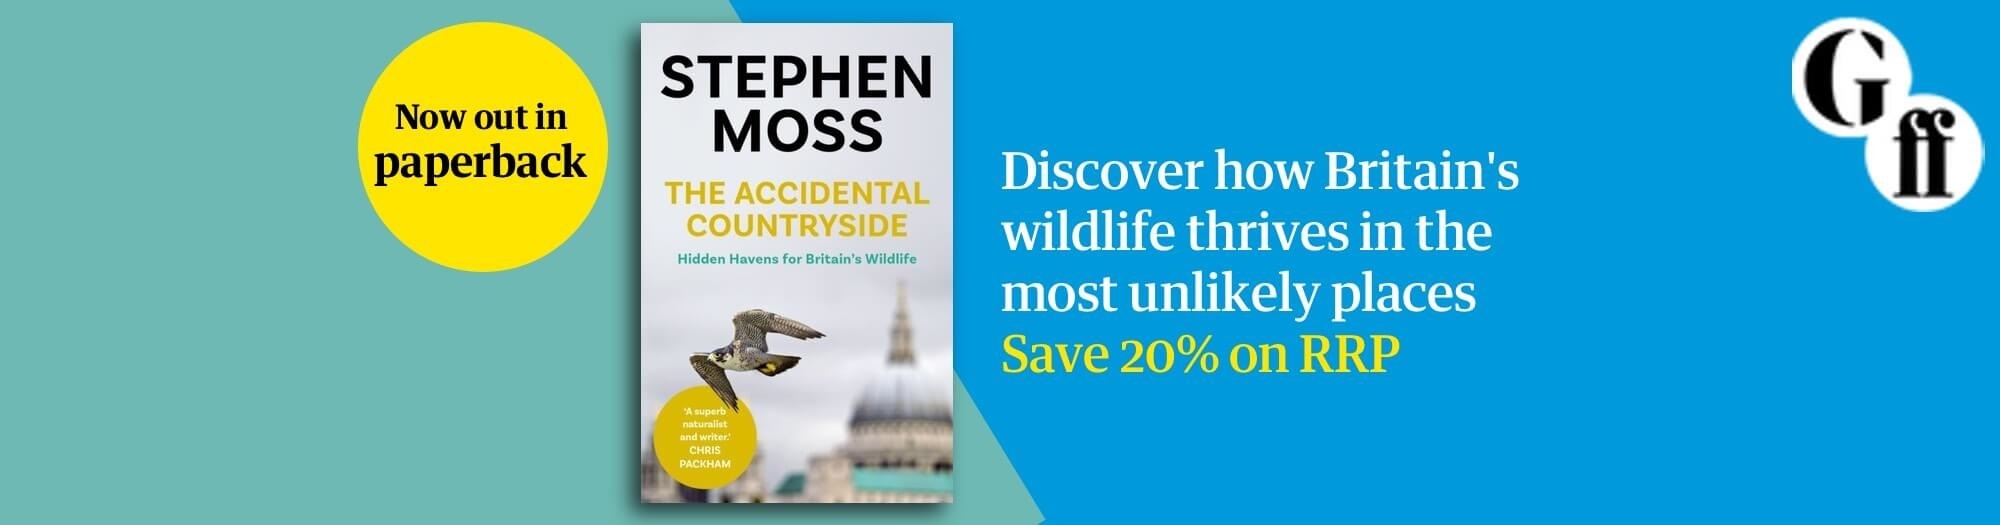 Now out in
paperback
STEPHEN
MOSS
THE ACCIDENTAL
COUNTRYSIDE
Hidden Havens for Britain's Wildlife
'A superb
naturalist
and writer.'
CHRIS
PACKHAM
Discover how Britain's
wildlife thrives in the
most unlikely places
Save 20% on RRP
G
ff